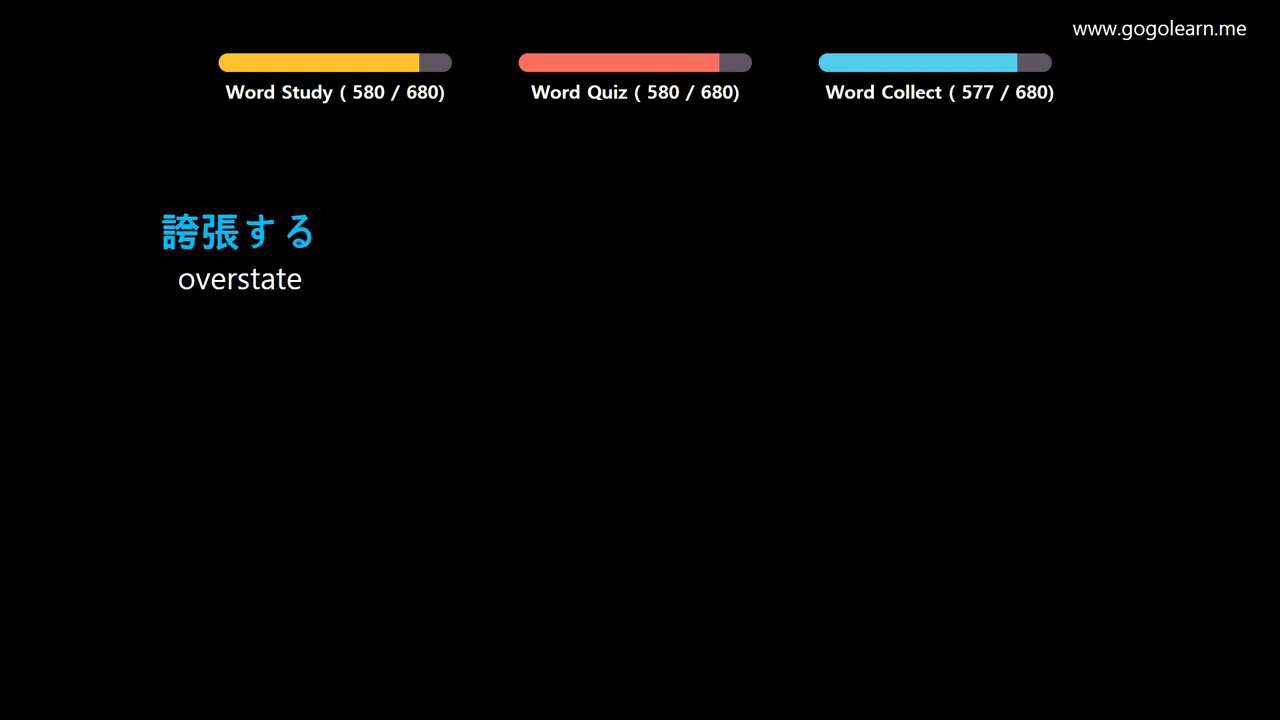 www.gogolearn.me
Word Study ( 580 / 680)
Word Quiz ( 580 / 680)
Word Collect ( 577 / 680)
誇張する
overstate